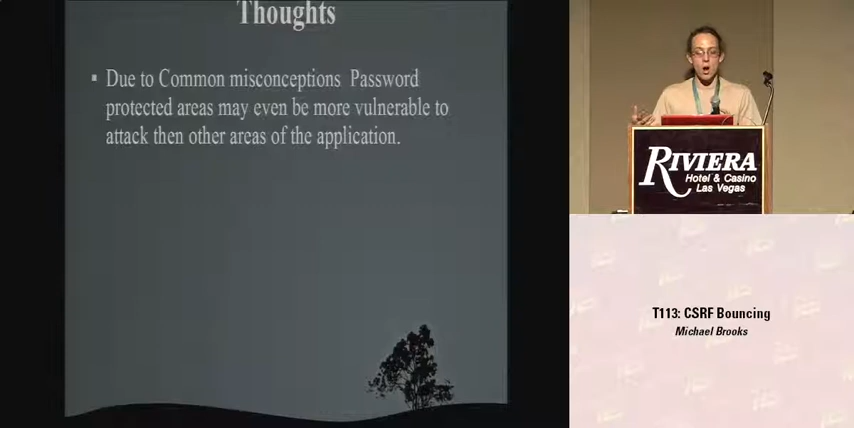 Thoughts
▪ Due to Common misconceptions Password
protected areas may even be more vulnerable to
attack then other areas of the application.
RIVIERA
Hotel & Casino
Las Vegas
T113: CSRF Bouncing
Michael Brooks